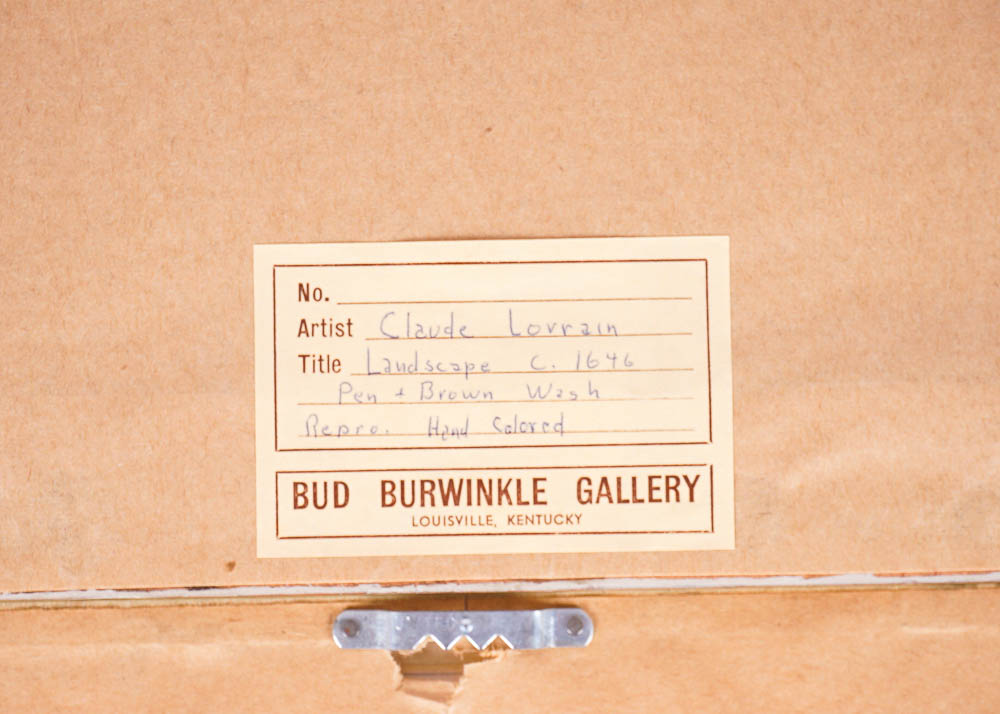 No.
Artist Claude Lorrain
Title Landscape C. 1646
Pen + Brown Wash
Repro. Hand Colored
BUD BURWINKLE GALLERY
LOUISVILLE, KENTUCKY